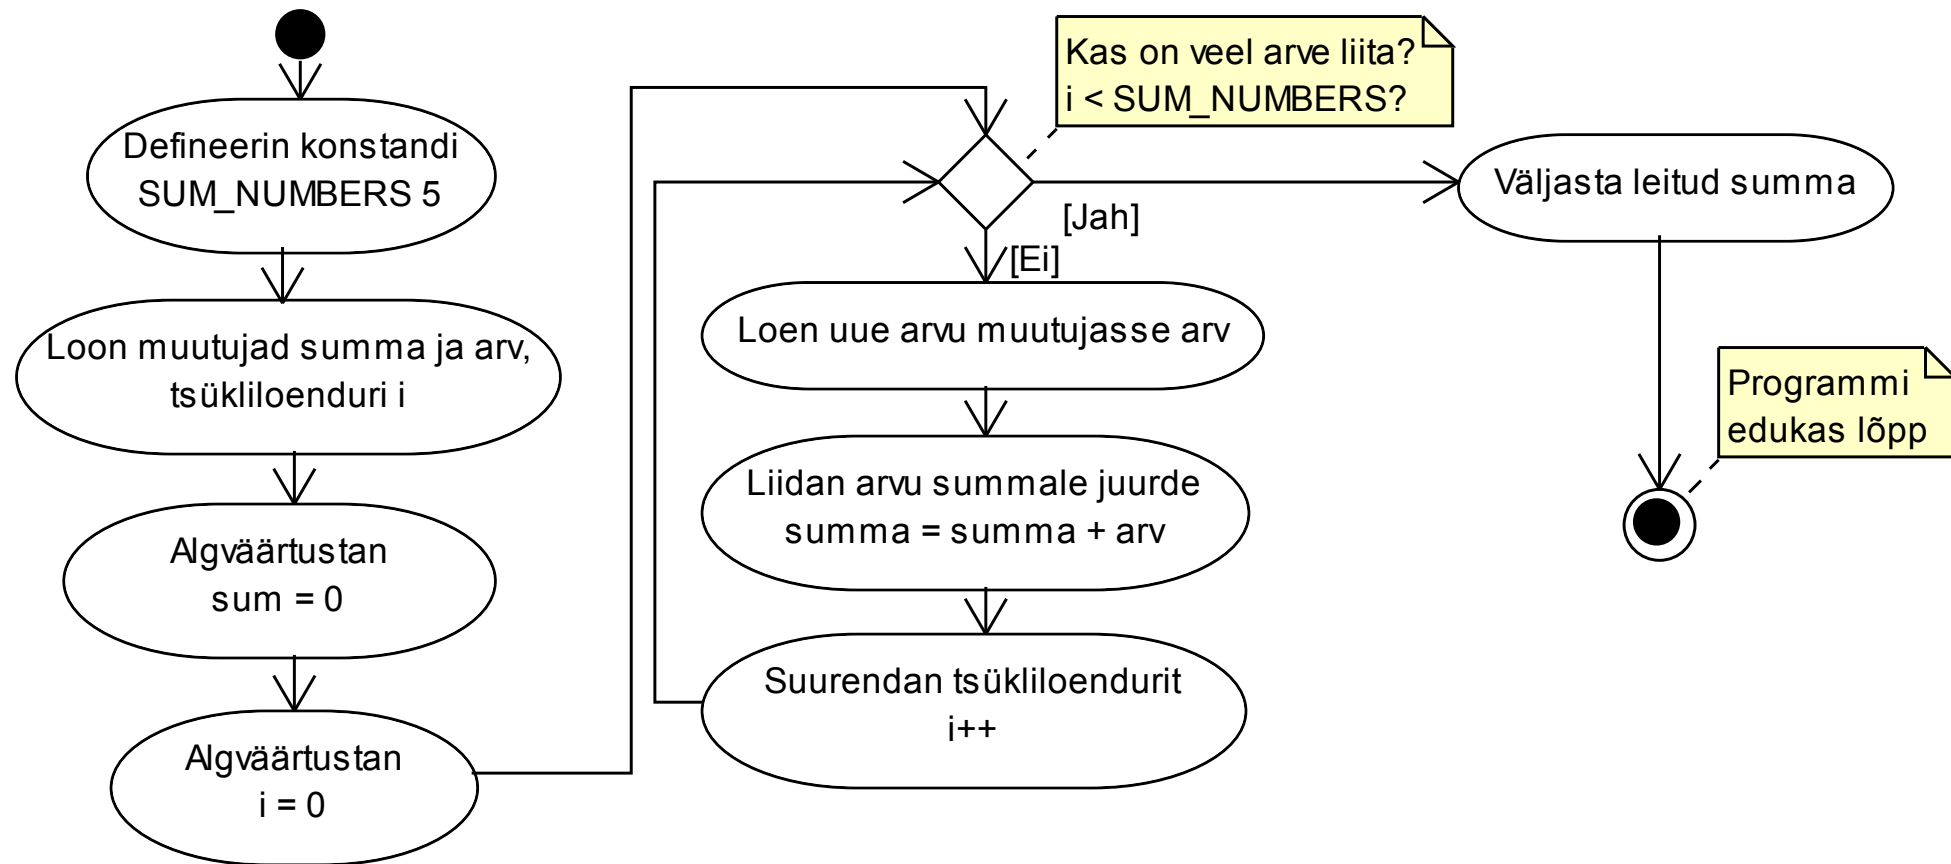 Defineerin konstandi
SUM_NUMBERS 5
Loon muutujad summa ja arv,
tsükliloenduri i
Algväärtustan
sum = 0
Algväärtustan
i = 0
Kas on veel arve liita?
i < SUM_NUMBERS?
[Jah]
[Ei]
Loen uue arvu muutujasse arv
Liidan arvu summale juurde
summa = summa + arv
Suurendan tsükliloendurit
i++
Väljasta leitud summa
Programmi
edukas lõpp